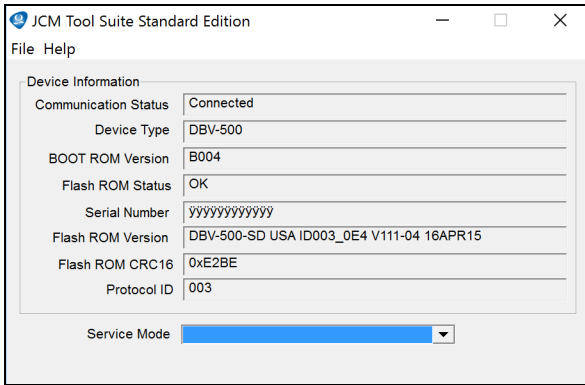 JCM Tool Suite Standard Edition
File Help
Device Information
Communication Status Connected
Device Type DBV-500
BOOT ROM Version B004
Flash ROM Status OK
Serial Number ÿÿÿÿÿÿÿÿÿÿÿÿ
Flash ROM Version DBV-500-SD USA ID003_0E4 V111-04 16APR15
Flash ROM CRC16 0xE2BE
Protocol ID 003
Service Mode